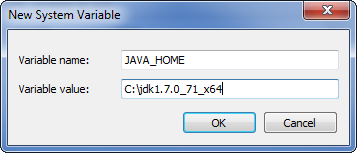 New System Variable
Variable name: JAVA_HOME
Variable value: C:\jdk1.7.0_71_x64
OK Cancel